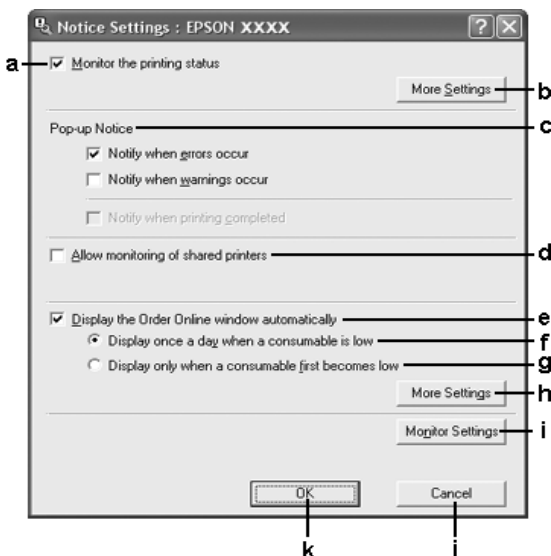 Notice Settings : EPSON XXXX
a
Monitor the printing status
More Settings
b
Pop-up Notice
c
Notify when errors occur
Notify when warnings occur
Notify when printing completed
Allow monitoring of shared printers
d
Display the Order Online window automatically
e
Display once a day when a consumable is low
f
Display only when a consumable first becomes low
g
More Settings
h
Monitor Settings
i
OK
Cancel
k
j